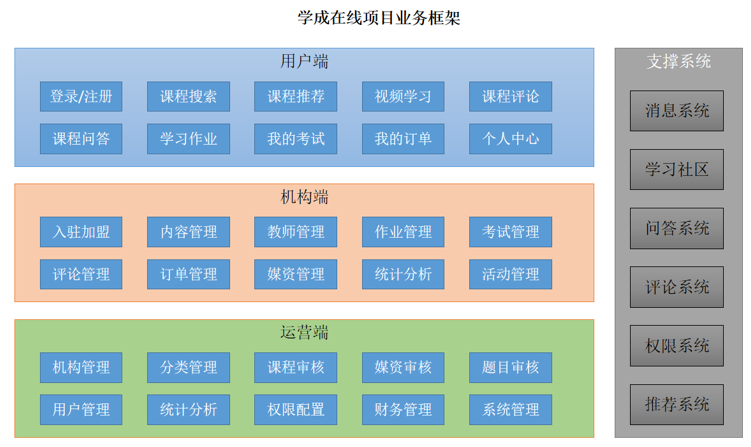 学成在线项目业务框架
用户端
登录/注册 课程搜索 课程推荐 视频学习 课程评论
课程问答 学习作业 我的考试 我的订单 个人中心
机构端
入驻加盟 内容管理 教师管理 作业管理 考试管理
评论管理 订单管理 媒资管理 统计分析 活动管理
运营端
机构管理 分类管理 课程审核 媒资审核 题目审核
用户管理 统计分析 权限配置 财务管理 系统管理
支撑系统
消息系统
学习社区
问答系统
评论系统
权限系统
推荐系统